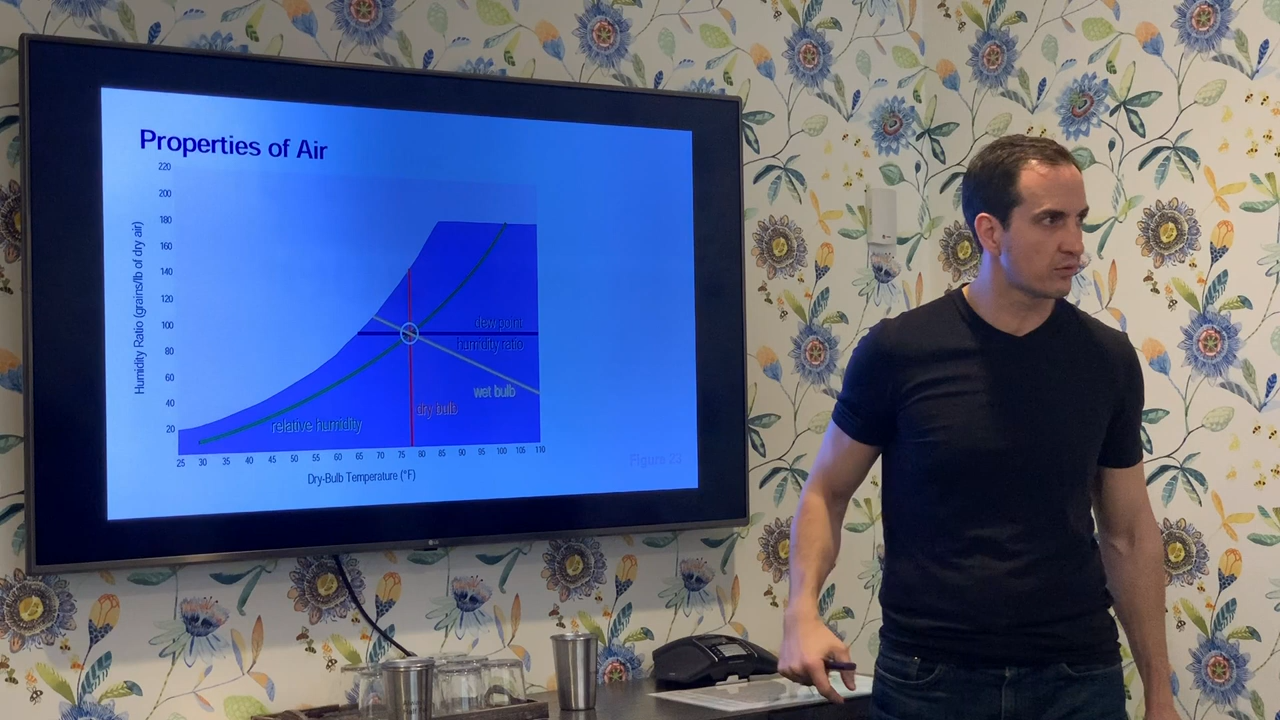 Properties of Air
220
200
180
160
140
120
100
80
60
40
20
Humidity Ratio (grains/lb of dry air)
dew point
humidity ratio
wet bulb
dry bulb
relative humidity
25 30 35 40 45 50 55 60 65 70 75 80 85 90 95 100 105 110
Dry-Bulb Temperature (°F)
Figure 23